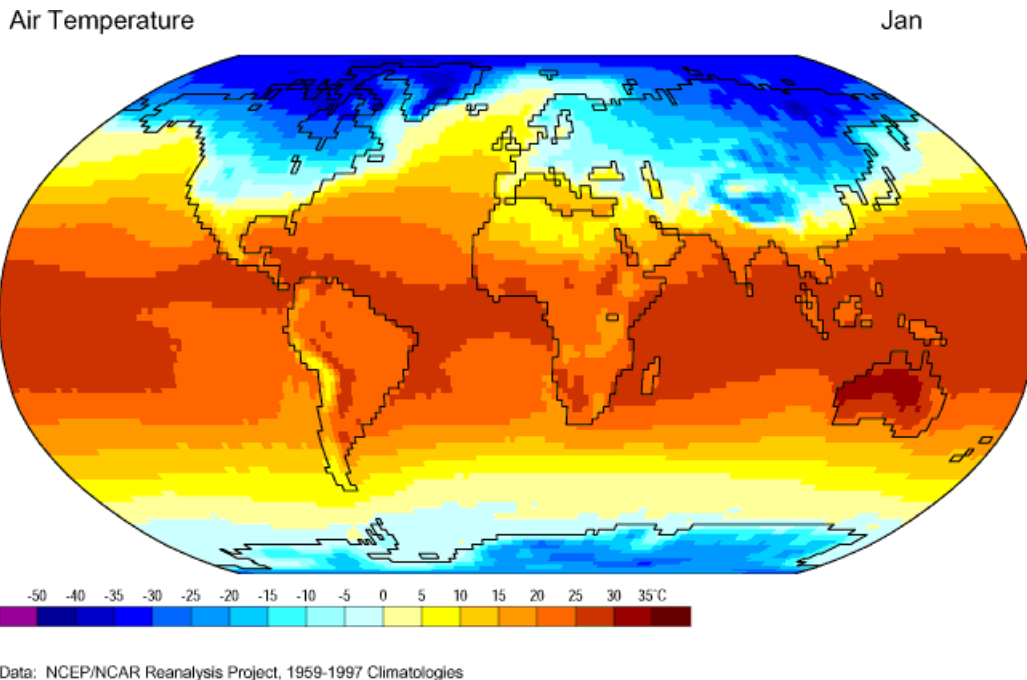 Air Temperature Jan
-50 -40 -35 -30 -25 -20 -15 -10 -5 0 5 10 15 20 25 30 35°C
Data: NCEP/NCAR Reanalysis Project, 1959-1997 Climatologies